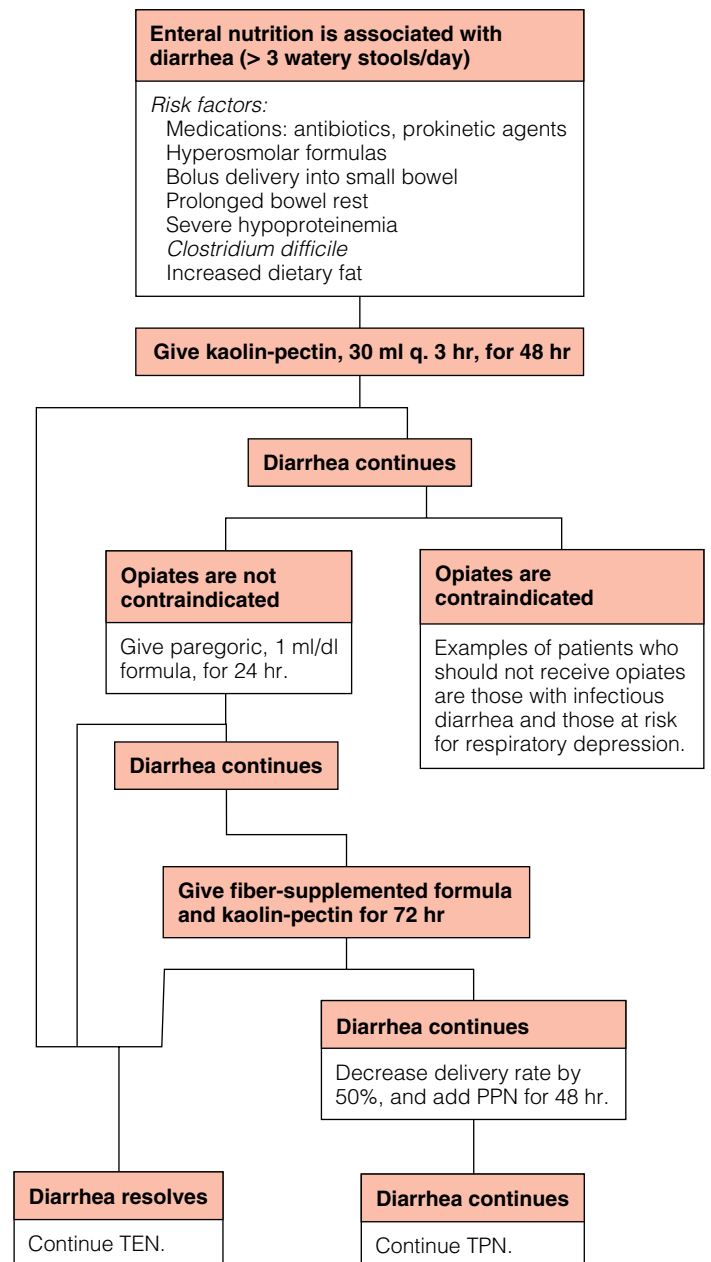 Enteral nutrition is associated with
diarrhea (> 3 watery stools/day)
Risk factors:
Medications: antibiotics, prokinetic agents
Hyperosmolar formulas
Bolus delivery into small bowel
Prolonged bowel rest
Severe hypoproteinemia
Clostridium difficile
Increased dietary fat
Give kaolin-pectin, 30 ml q. 3 hr, for 48 hr
Diarrhea continues
Opiates are not
contraindicated
Give paregoric, 1 ml/dl
formula, for 24 hr.
Opiates are
contraindicated
Examples of patients who
should not receive opiates
are those with infectious
diarrhea and those at risk
for respiratory depression.
Diarrhea continues
Give fiber-supplemented formula
and kaolin-pectin for 72 hr
Diarrhea continues
Decrease delivery rate by
50%, and add PPN for 48 hr.
Diarrhea resolves
Continue TEN.
Diarrhea continues
Continue TPN.